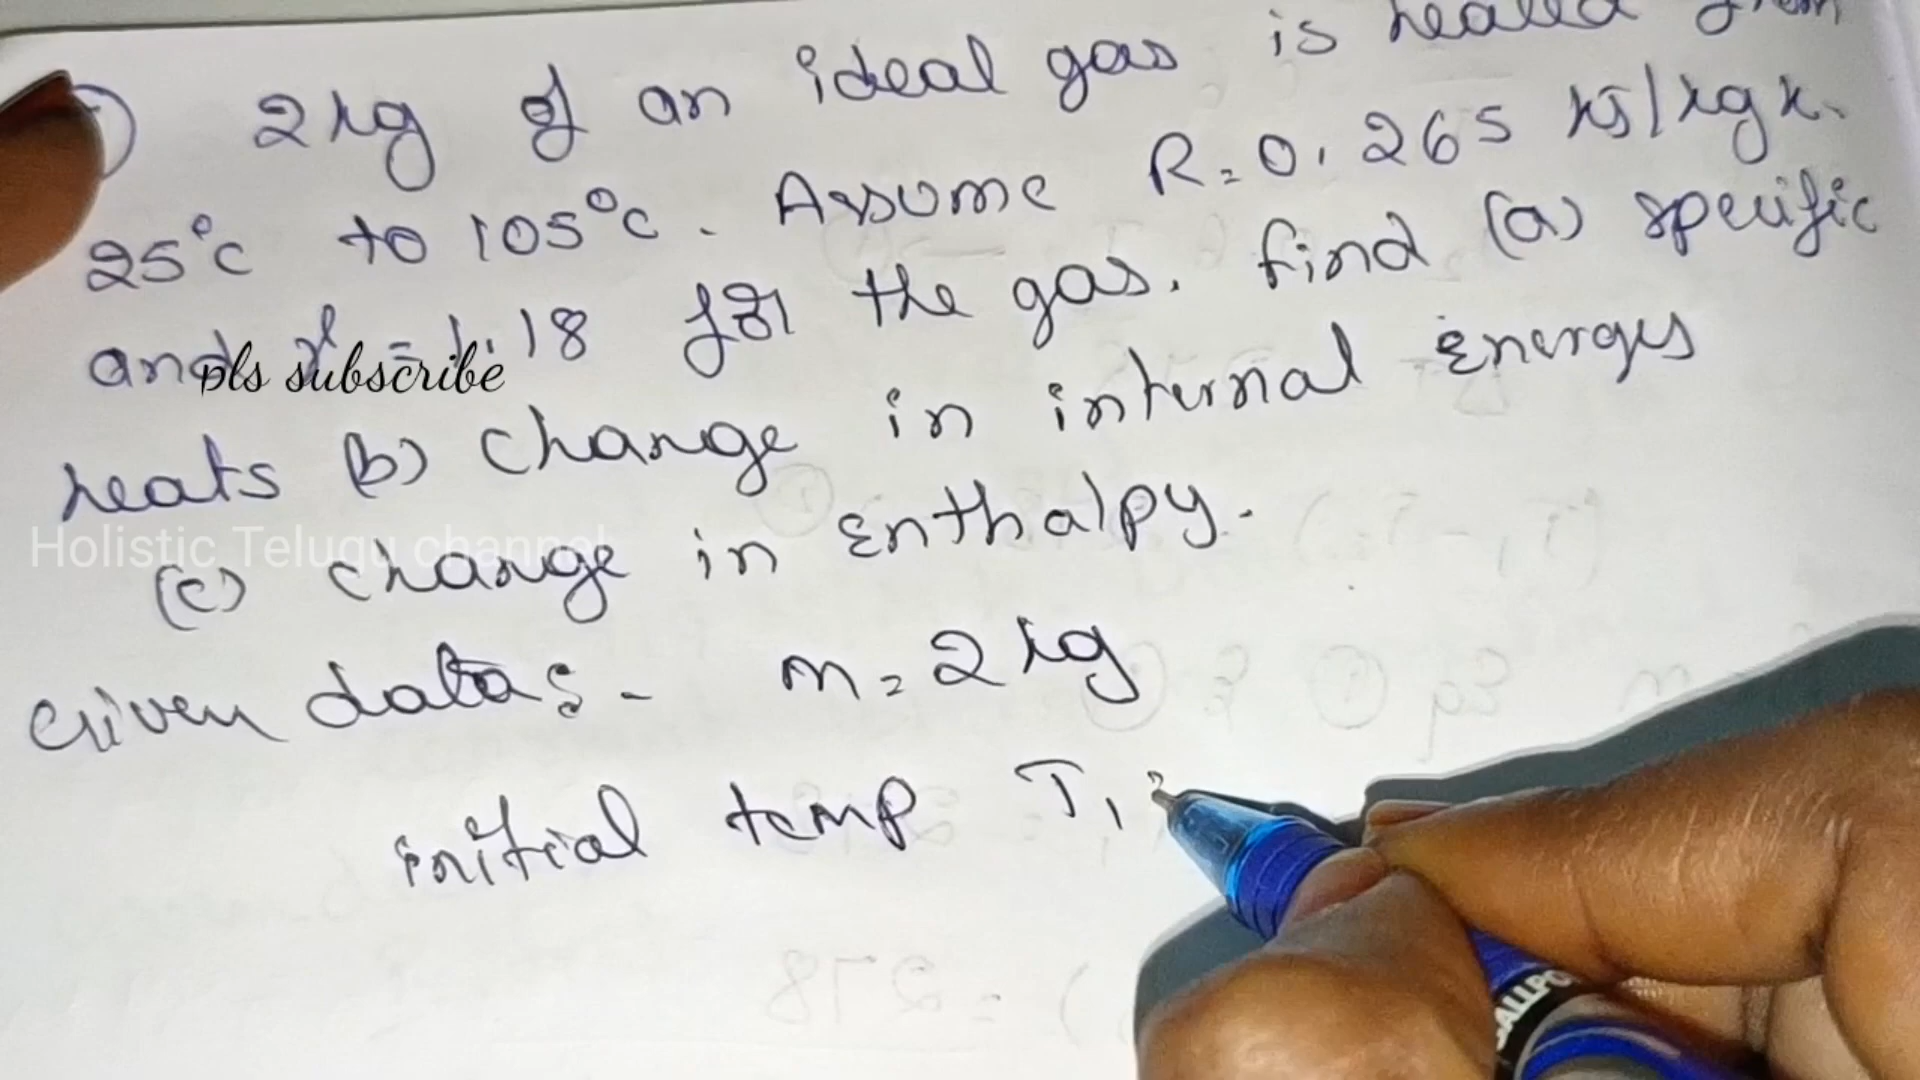 2kg of an ideal gas is heated from
25°c to 105°c. Assume R=0.265 kJ/kgk.
and γ = 1.18 for the gas. find (a) specific
pls subscribe
heats (b) change in internal Energy
Holistic Telugu channel
(c) change in Enthalpy.
Given data:- m=2kg
initial temp T1
BALLPO